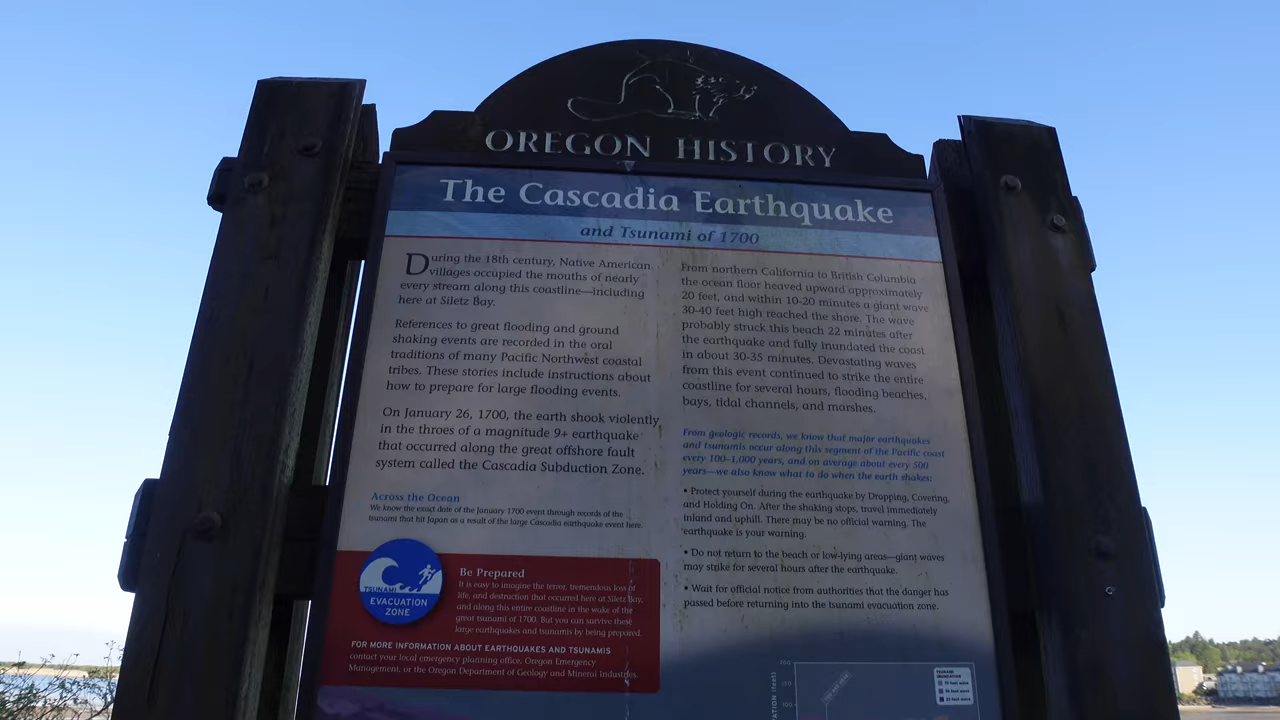 OREGON HISTORY
The Cascadia Earthquake
and Tsunami of 1700
During the 18th century, Native American
villages occupied the mouths of nearly
every stream along this coastline—including
here at Siletz Bay.
References to great flooding and ground
shaking events are recorded in the oral
traditions of many Pacific Northwest coastal
tribes. These stories include instructions about
how to prepare for large flooding events.
On January 26, 1700, the earth shook violently
in the throes of a magnitude 9+ earthquake
that occurred along the great offshore fault
system called the Cascadia Subduction Zone.
Across the Ocean
We know the exact date of the January 1700 event through records of the
tsunami that hit Japan as a result of the large Cascadia earthquake event here.
TSUNAMI
EVACUATION
ZONE
Be Prepared
It is easy to imagine the terror, tremendous loss of
life, and destruction that occurred here at Siletz Bay,
and along this entire coastline in the wake of the
great tsunami of 1700. But you can survive these
large earthquakes and tsunamis by being prepared.
FOR MORE INFORMATION ABOUT EARTHQUAKES AND TSUNAMIS
contact your local emergency planning office, Oregon Emergency
Management, or the Oregon Department of Geology and Mineral Industries.
From northern California to British Columbia
the ocean floor heaved upward approximately
20 feet, and within 10-20 minutes a giant wave
30-40 feet high reached the shore. The wave
probably struck this beach 22 minutes after
the earthquake and fully inundated the coast
in about 30-35 minutes. Devastating waves
from this event continued to strike the entire
coastline for several hours, flooding beaches,
bays, tidal channels, and marshes.
From geologic records, we know that major earthquakes
and tsunamis occur along this segment of the Pacific coast
every 100–1,000 years, and on average about every 500
years—we also know what to do when the earth shakes:
• Protect yourself during the earthquake by Dropping, Covering,
and Holding On. After the shaking stops, travel immediately
inland and uphill. There may be no official warning. The
earthquake is your warning.
• Do not return to the beach or low-lying areas—giant waves
may strike for several hours after the earthquake.
• Wait for official notice from authorities that the danger has
passed before returning into the tsunami evacuation zone.
TSUNAMI
INUNDATION